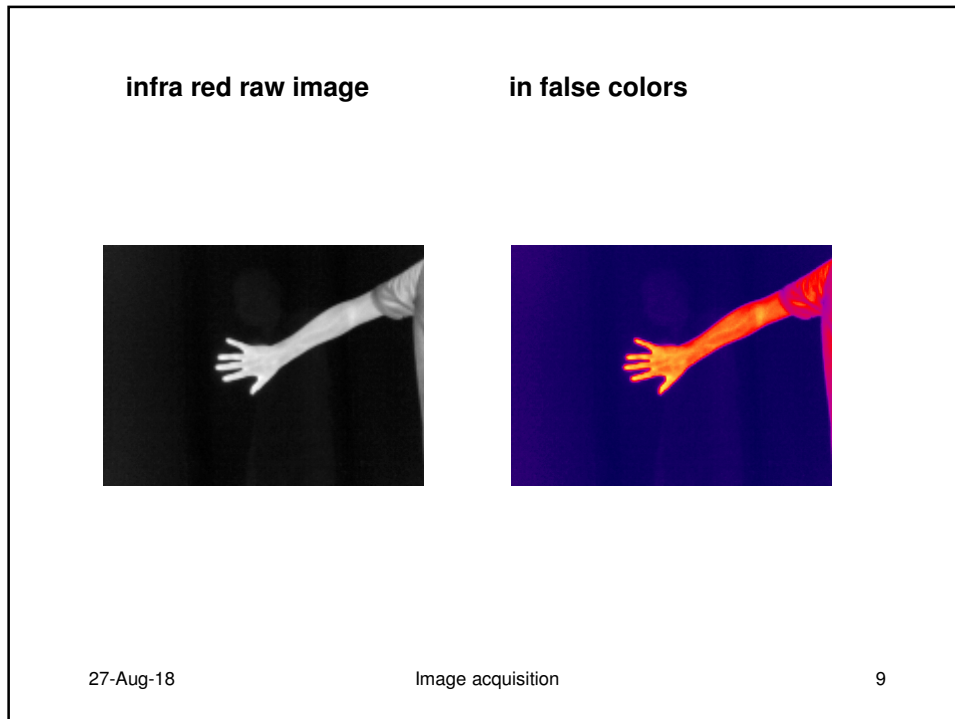 infra red raw image
in false colors
27-Aug-18
Image acquisition
9